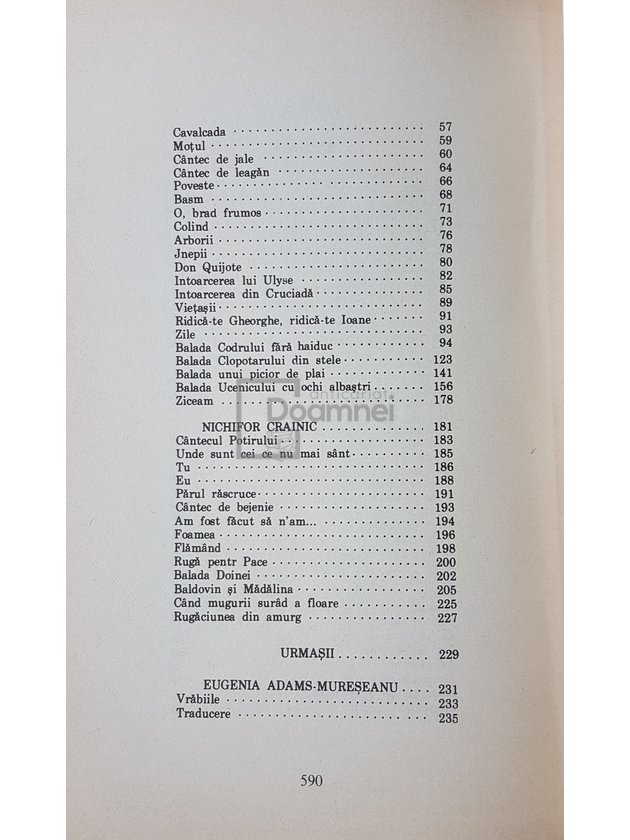 Cavalcada 57
Moțul 59
Cântec de jale 60
Cântec de leagăn 64
Poveste 66
Basm 68
O, brad frumos 71
Colind 73
Arborii 76
Jnepii 78
Don Quijote 80
Intoarcerea lui Ulyse 82
Intoarcerea din Cruciadă 85
Viețașii 89
Ridică-te Gheorghe, ridică-te Ioane 91
Zile 93
Balada Codrului fără haiduc 94
Balada Clopotarului din stele 123
Balada unui picior de plai 141
Balada Ucenicului cu ochi albaștri 156
Ziceam 178
anticariat
Doamnei
NICHIFOR CRAINIC 181
Cântecul Potirului 183
Unde sunt cei ce nu mai sânt 185
Tu 186
Eu 188
Părul răscruce 191
Cântec de bejenie 193
Am fost făcut să n'am... 194
Foamea 196
Flămând 198
Rugă pentr Pace 200
Balada Doinei 202
Baldovin și Mădălina 205
Când mugurii surâd a floare 225
Rugăciunea din amurg 227
URMAȘII 229
EUGENIA ADAMS-MUREȘEANU 231
Vrăbiile 233
Traducere 235
590